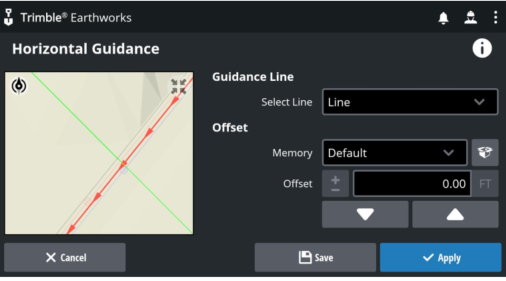 Trimble® Earthworks
Horizontal Guidance
Guidance Line
Select Line Line
Offset
Memory Default
Offset + − 0.00 FT
Cancel Save Apply